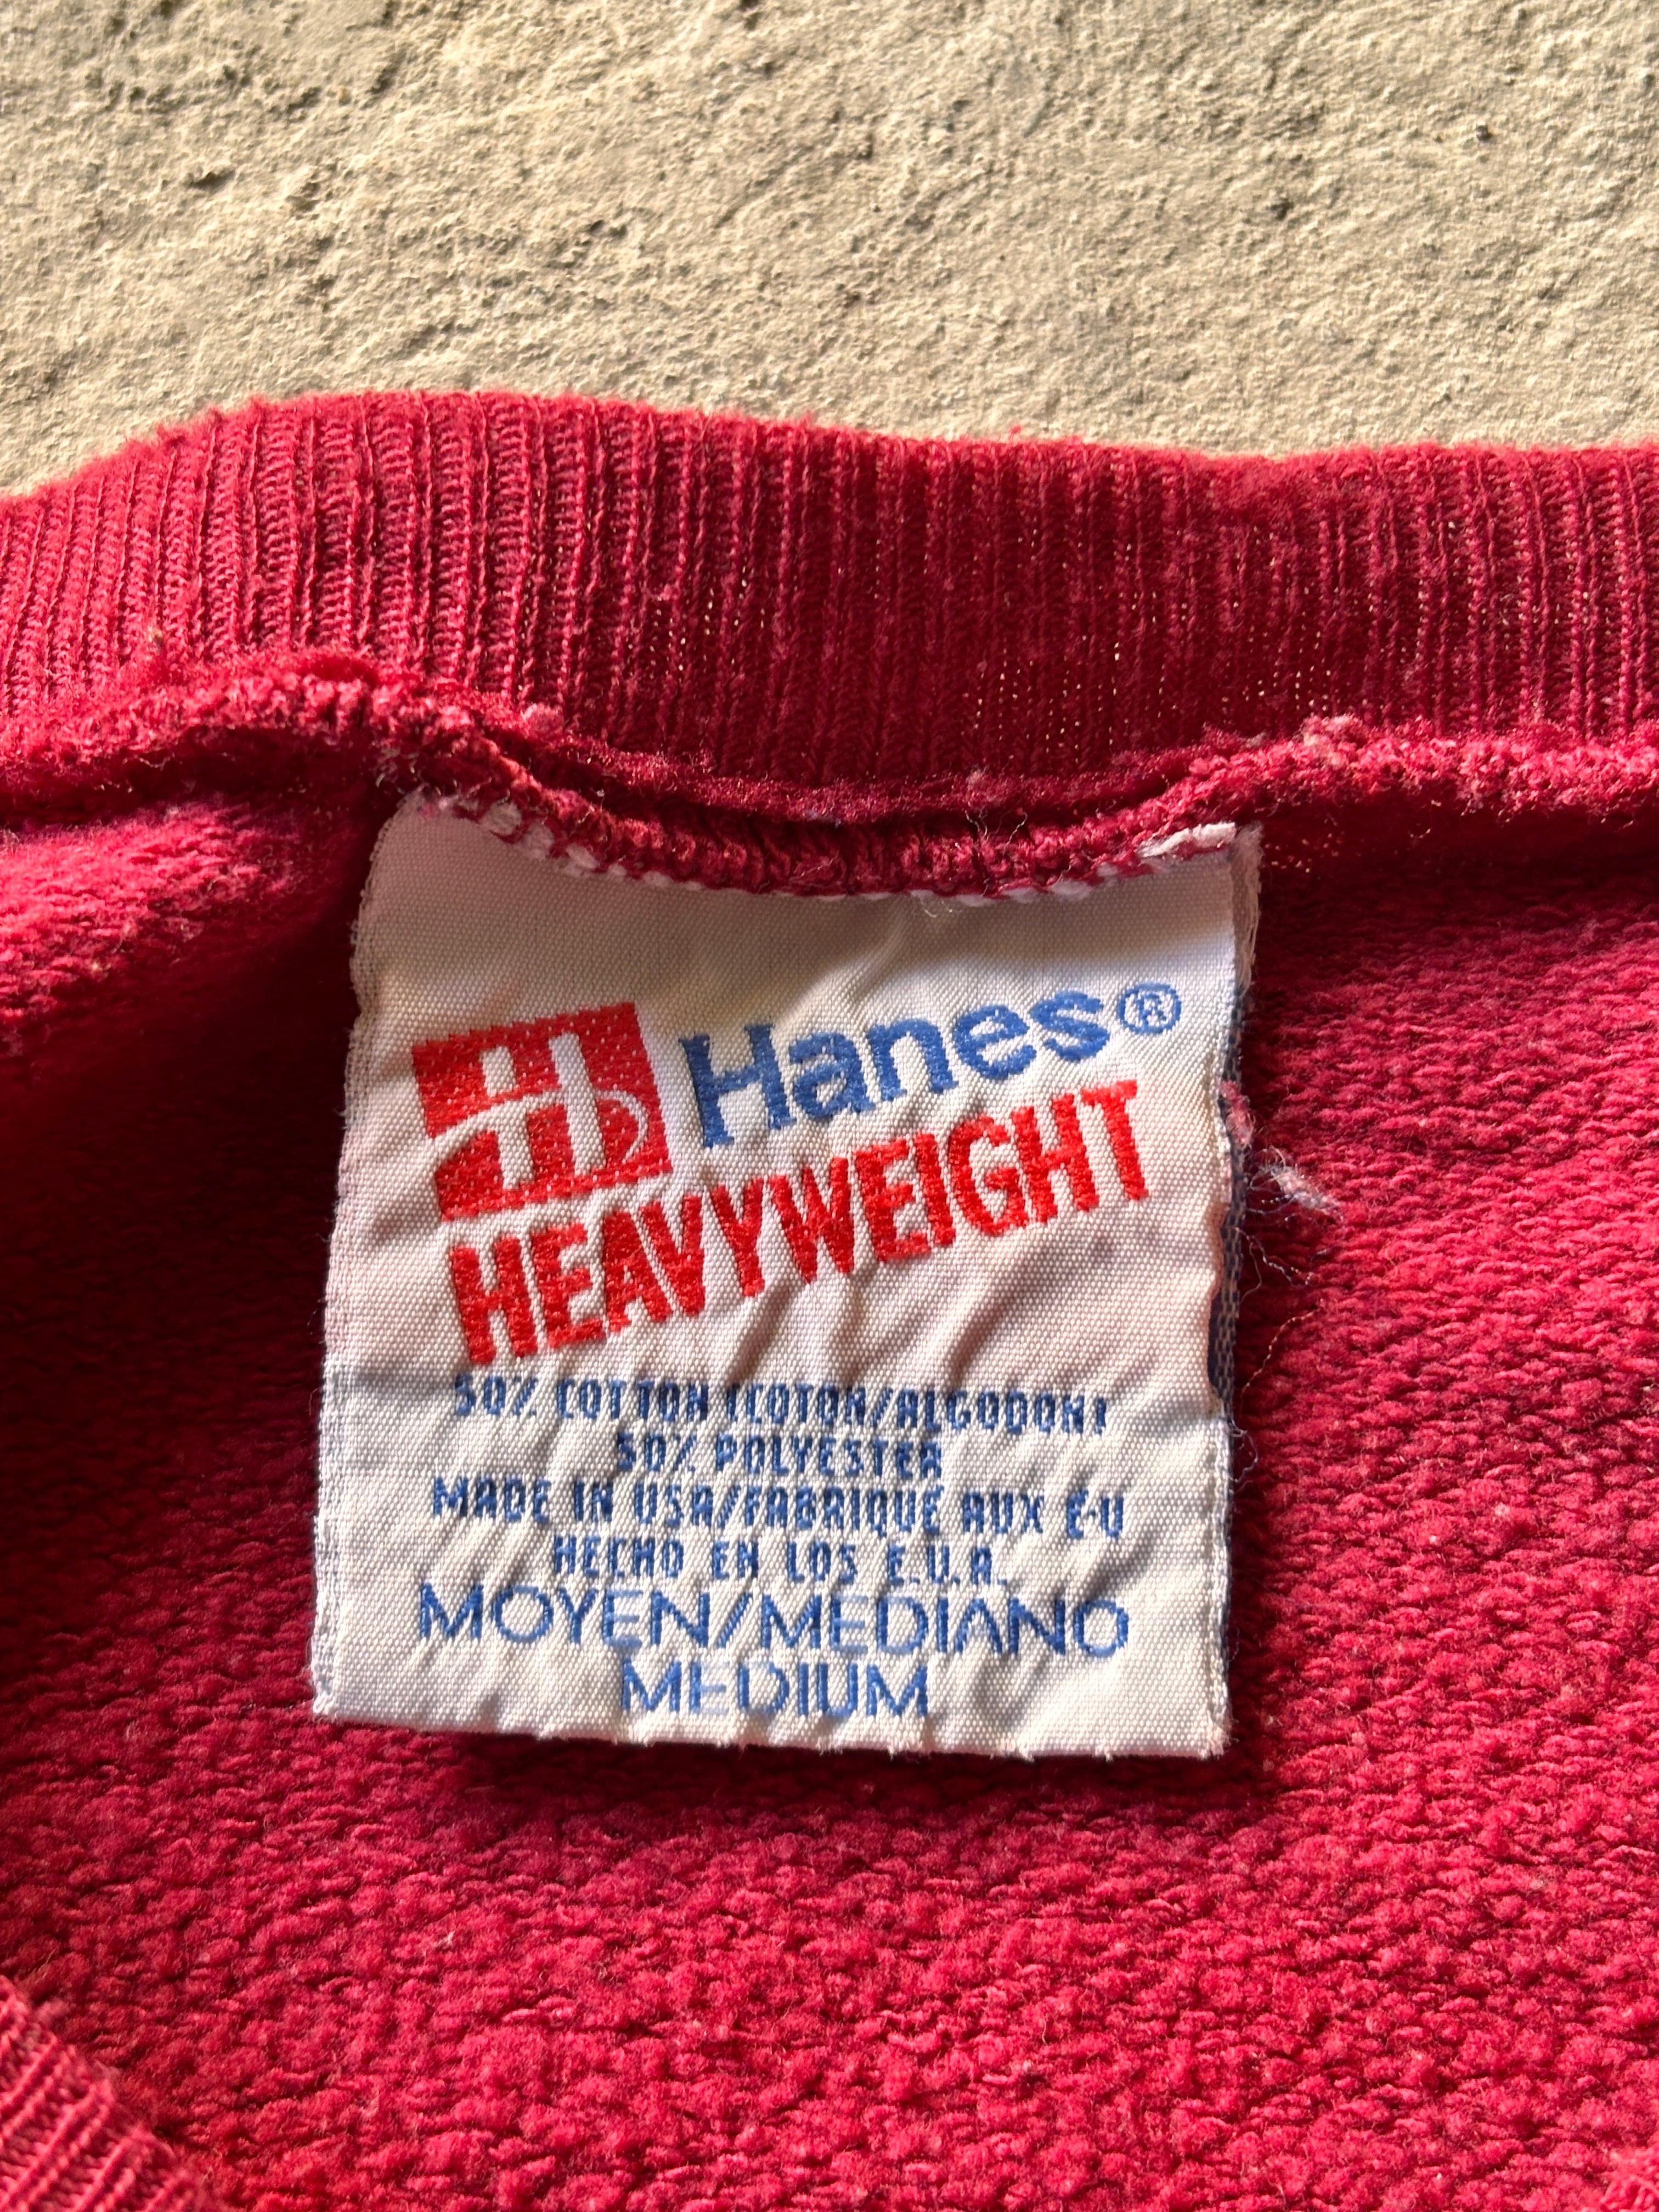 H Hanes®
HEAVYWEIGHT
50% COTTON (COTON/ALGODON)
50% POLYESTER
MADE IN USA/FABRIQUE AUX É-U
HECHO EN LOS E.U.A.
MOYEN/MEDIANO
MEDIUM